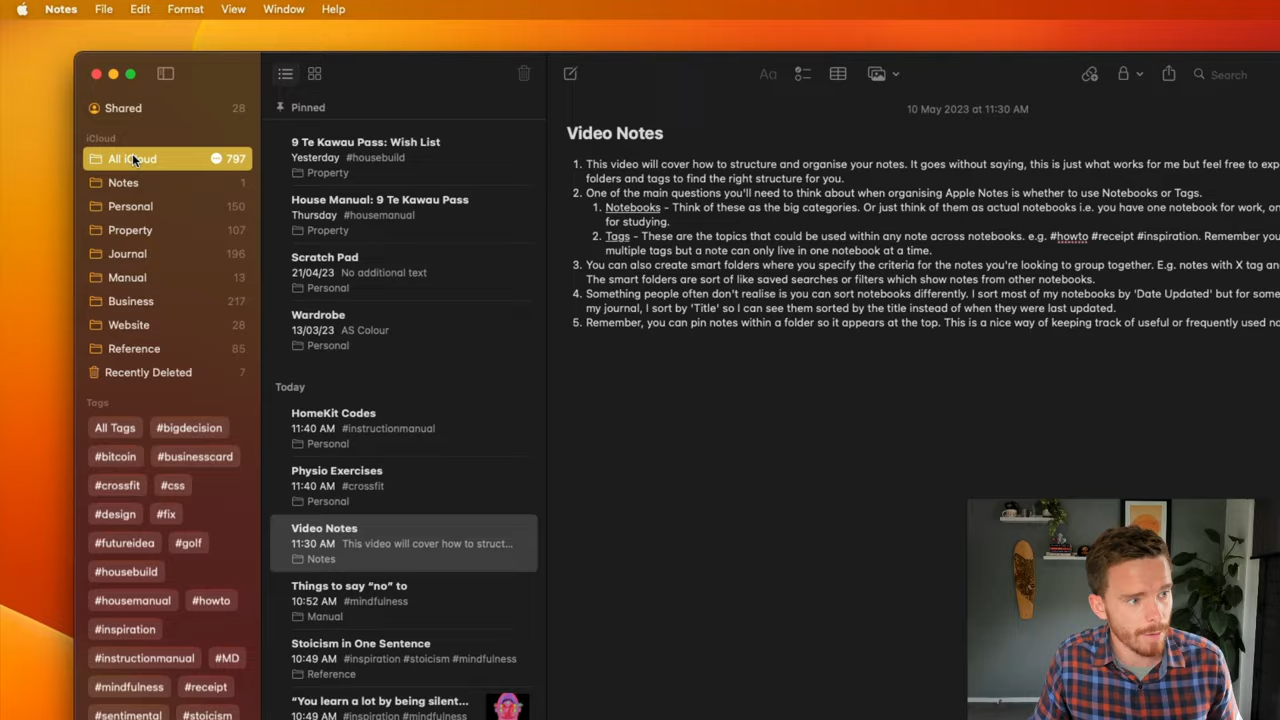 Notes File Edit Format View Window Help
Shared 28
iCloud
All iCloud 797
Notes 1
Personal 150
Property 107
Journal 196
Manual 13
Business 217
Website 28
Reference 85
Recently Deleted 7
Tags
All Tags #bigdecision
#bitcoin #businesscard
#crossfit #css
#design #fix
#futureidea #golf
#housebuild
#housemanual #howto
#inspiration
#instructionmanual #MD
#mindfulness #receipt
#sentimental #stoicism
Pinned
9 Te Kawau Pass: Wish List
Yesterday #housebuild
Property
House Manual: 9 Te Kawau Pass
Thursday #housemanual
Property
Scratch Pad
21/04/23 No additional text
Personal
Wardrobe
13/03/23 AS Colour
Personal
Today
HomeKit Codes
11:40 AM #instructionmanual
Personal
Physio Exercises
11:40 AM #crossfit
Personal
Video Notes
11:30 AM This video will cover how to struct...
Notes
Things to say “no” to
10:52 AM #mindfulness
Manual
Stoicism in One Sentence
10:49 AM #inspiration #stoicism #mindfulness
Reference
“You learn a lot by being silent...
10:49 AM #inspiration #mindfulness
Aa Search
10 May 2023 at 11:30 AM
Video Notes
1. This video will cover how to structure and organise your notes. It goes without saying, this is just what works for me but feel free to exp
folders and tags to find the right structure for you.
2. One of the main questions you'll need to think about when organising Apple Notes is whether to use Notebooks or Tags.
1. Notebooks - Think of these as the big categories. Or just think of them as actual notebooks i.e. you have one notebook for work, on
for studying.
2. Tags - These are the topics that could be used within any note across notebooks. e.g. #howto #receipt #inspiration. Remember you
multiple tags but a note can only live in one notebook at a time.
3. You can also create smart folders where you specify the criteria for the notes you're looking to group together. E.g. notes with X tag an
The smart folders are sort of like saved searches or filters which show notes from other notebooks.
4. Something people often don't realise is you can sort notebooks differently. I sort most of my notebooks by 'Date Updated' but for some
my journal, I sort by 'Title' so I can see them sorted by the title instead of when they were last updated.
5. Remember, you can pin notes within a folder so it appears at the top. This is a nice way of keeping track of useful or frequently used no